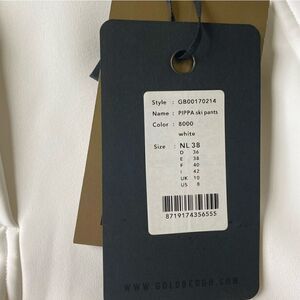 Style : GB00170214
Name : PIPPA ski pants
Color : 8000
white
Size : NL 38
D 36
E 38
F 40
I 42
UK 10
US 8
8719174356555
WWW.GOLDBERGH.COM